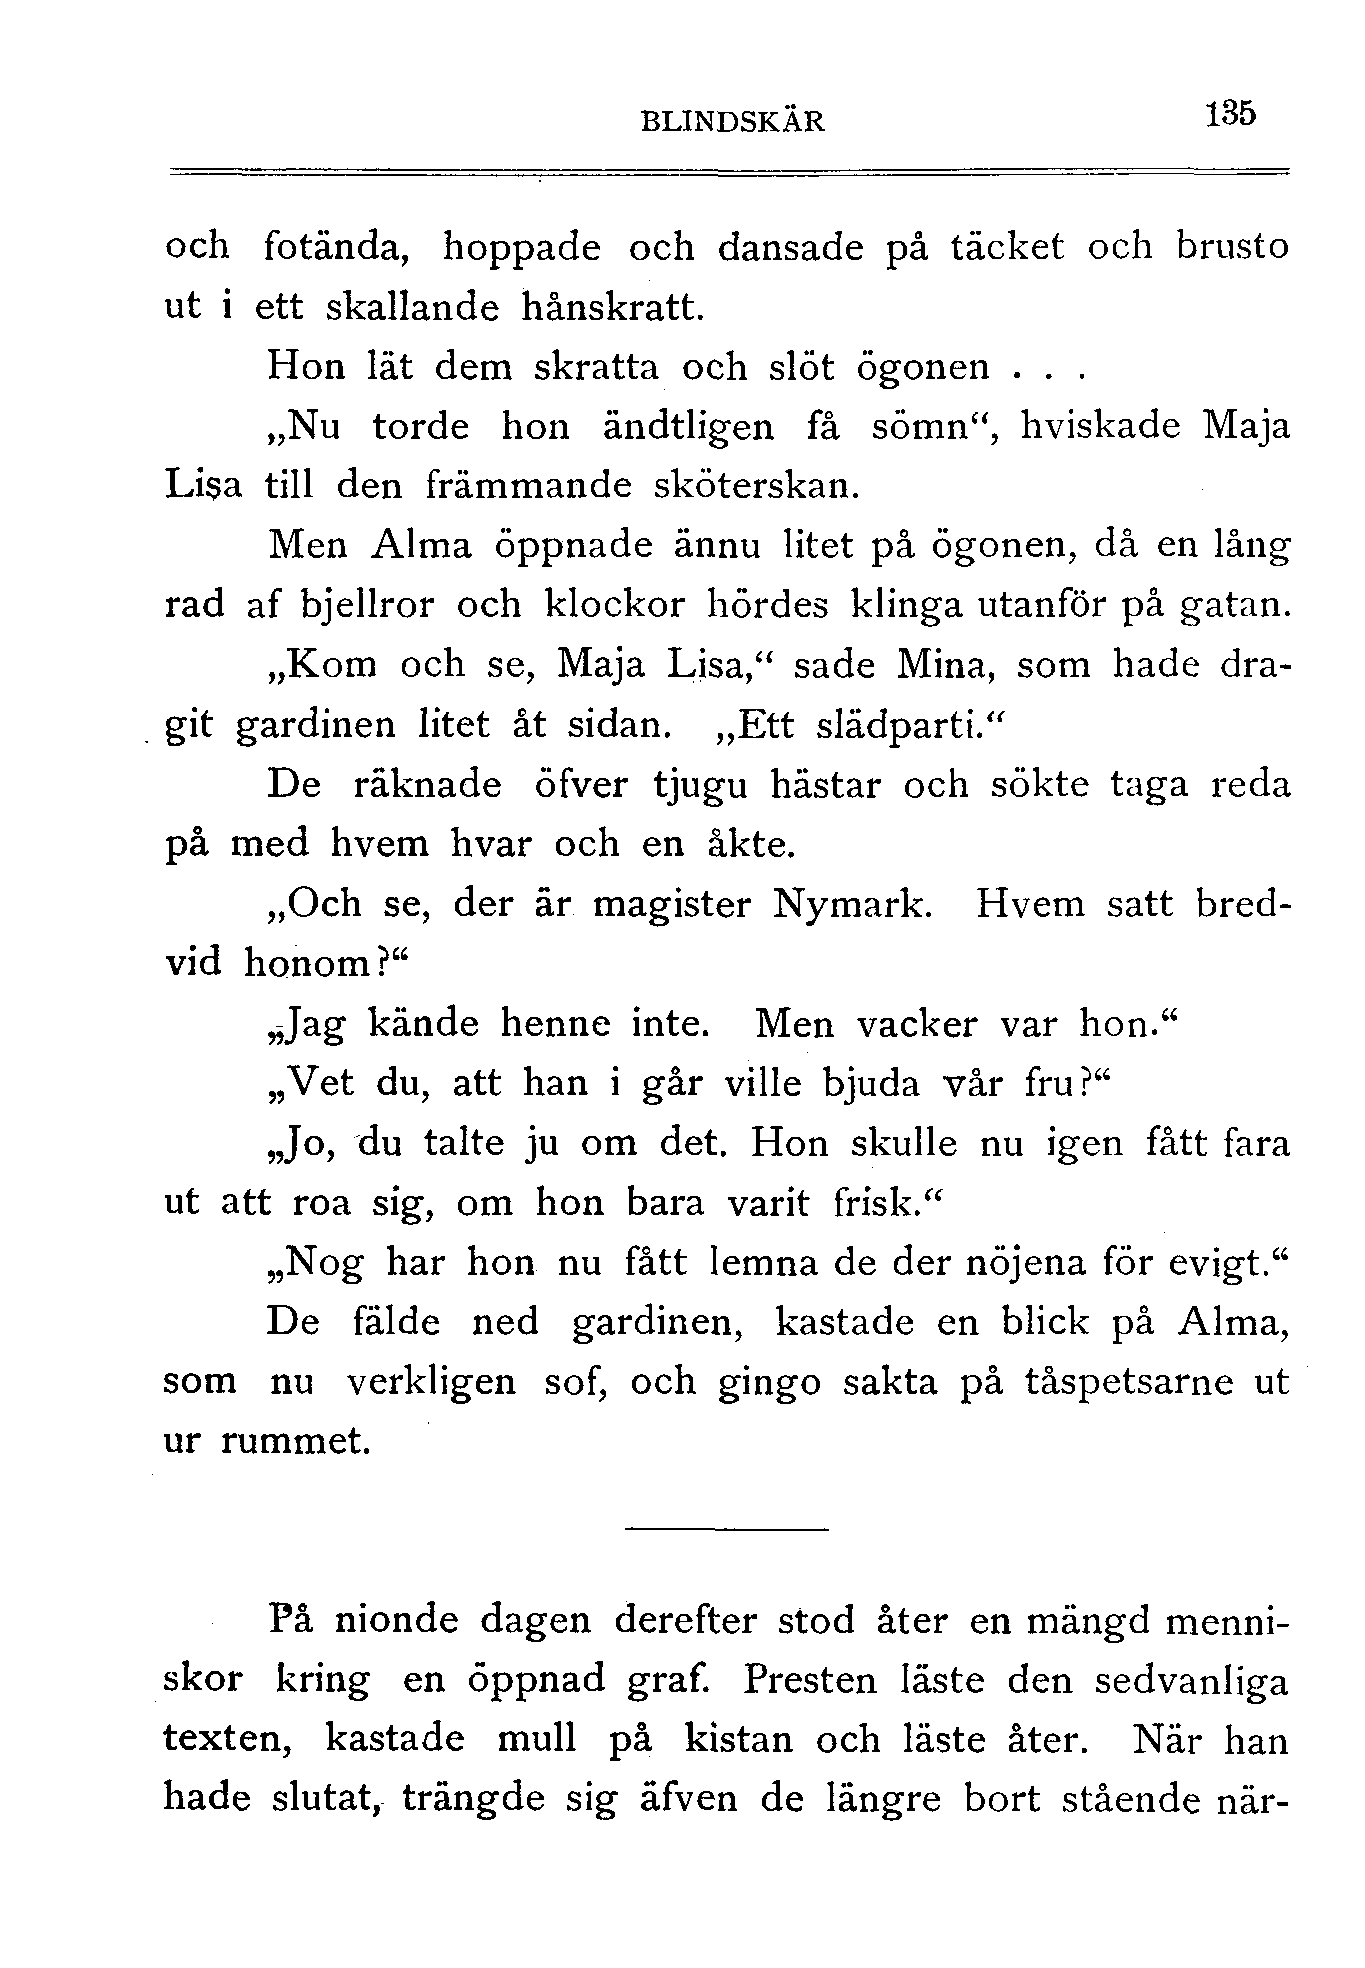 BLINDSKÄR 135
och fotända, hoppade och dansade på täcket och brusto
ut i ett skallande hånskratt.
Hon lät dem skratta och slöt ögonen . . .
„Nu torde hon ändtligen få sömn“, hviskade Maja
Lisa till den främmande sköterskan.
Men Alma öppnade ännu litet på ögonen, då en lång
rad af bjellror och klockor hördes klinga utanför på gatan.
„Kom och se, Maja Lisa,“ sade Mina, som hade dra-
git gardinen litet åt sidan. „Ett slädparti.“
De räknade öfver tjugu hästar och sökte taga reda
på med hvem hvar och en åkte.
„Och se, der är magister Nymark. Hvem satt bred-
vid honom?“
„Jag kände henne inte. Men vacker var hon.“
„Vet du, att han i går ville bjuda vår fru?“
„Jo, du talte ju om det. Hon skulle nu igen fått fara
ut att roa sig, om hon bara varit frisk.“
„Nog har hon nu fått lemna de der nöjena för evigt.“
De fälde ned gardinen, kastade en blick på Alma,
som nu verkligen sof, och gingo sakta på tåspetsarne ut
ur rummet.
På nionde dagen derefter stod åter en mängd menni-
skor kring en öppnad graf. Presten läste den sedvanliga
texten, kastade mull på kistan och läste åter. När han
hade slutat, trängde sig äfven de längre bort stående när-